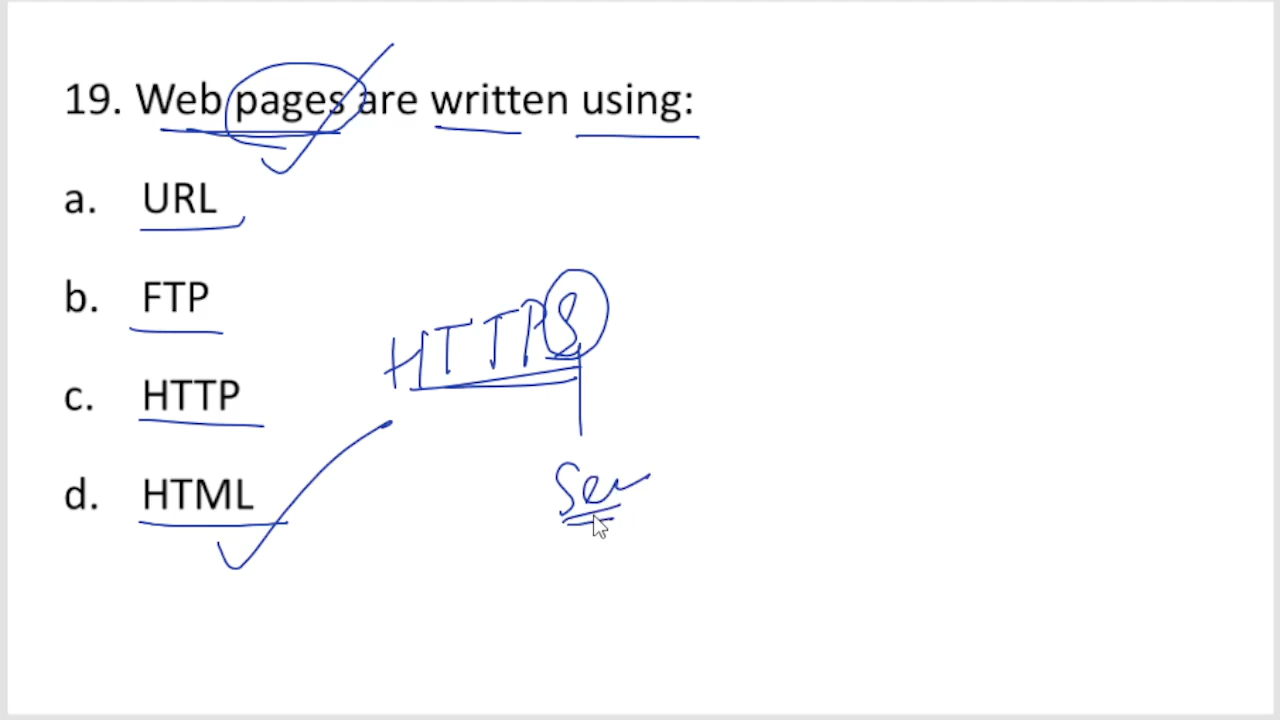 19. Web pages are written using:
a. URL
b. FTP
HTTPS
c. HTTP
d. HTML